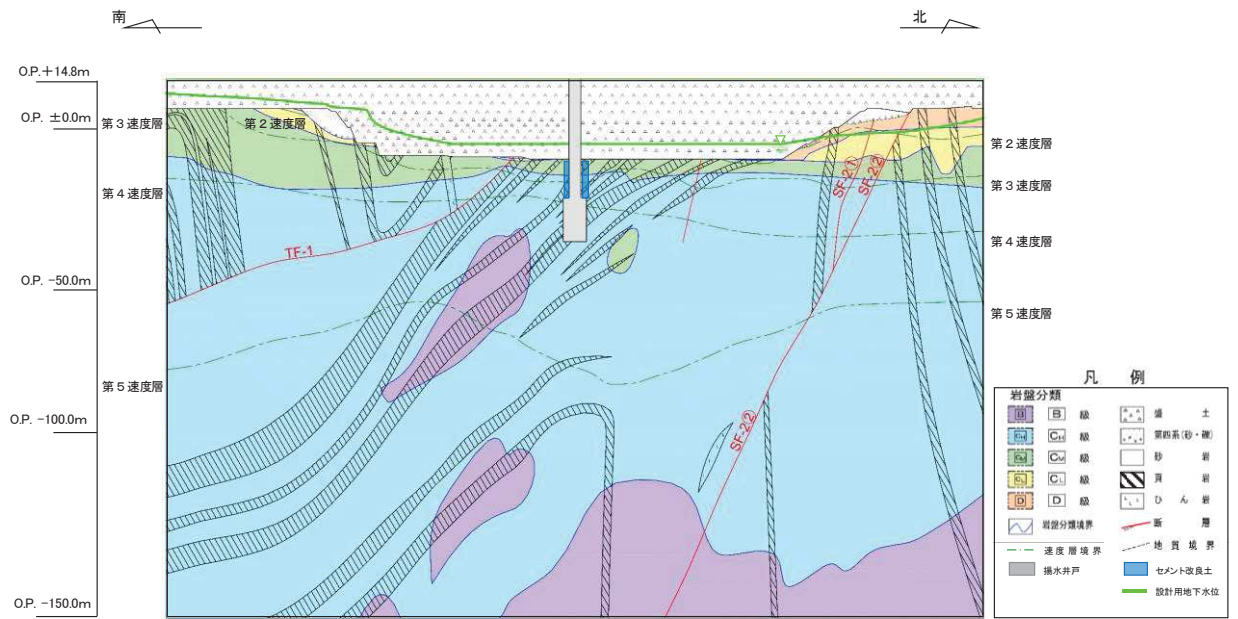 南
北
O.P.+14.8m
O.P. ±0.0m
O.P. -50.0m
O.P. -100.0m
O.P. -150.0m
第3速度層
第2速度層
第4速度層
第5速度層
第2速度層
第3速度層
第4速度層
第5速度層
TF-1
SF-2①
SF-2②
SF-2②
凡 例
岩盤分類
B B 級
CH CH 級
CM CM 級
CL CL 級
D D 級
岩盤分類境界
速度層境界
揚水井戸
盛 土
第四系(砂・礫)
砂 岩
頁 岩
ひ ん 岩
断 層
地 質 境 界
セメント改良土
設計用地下水位